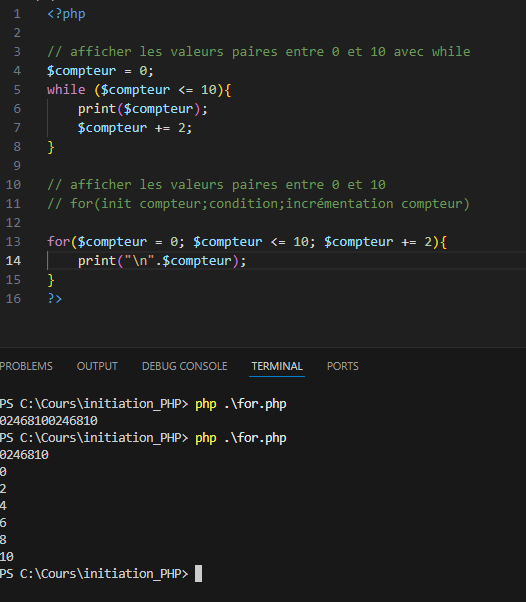 1 <?php
2
3 // afficher les valeurs paires entre 0 et 10 avec while
4 $compteur = 0;
5 while ($compteur <= 10){
6     print($compteur);
7     $compteur += 2;
8 }
9
10 // afficher les valeurs paires entre 0 et 10
11 // for(init compteur;condition;incrémentation compteur)
12
13 for($compteur = 0; $compteur <= 10; $compteur += 2){
14     print("\n".$compteur);
15 }
16 ?>
PROBLEMS OUTPUT DEBUG CONSOLE TERMINAL PORTS
PS C:\Cours\initiation_PHP> php .\for.php
02468100246810
PS C:\Cours\initiation_PHP> php .\for.php
0246810
0
2
4
6
8
10
PS C:\Cours\initiation_PHP>